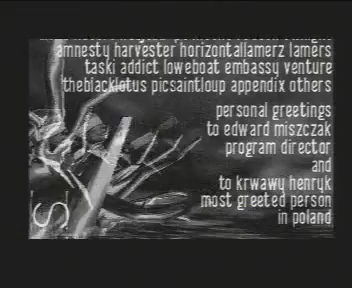 amnesty harvester horizontallamerz lamers
taski addict loweboat embassy venture
theblacklotus picsaintloup appendix others
personal greetings
to edward miszczak
program director
and
to krwawy henryk
most greeted person
in poland